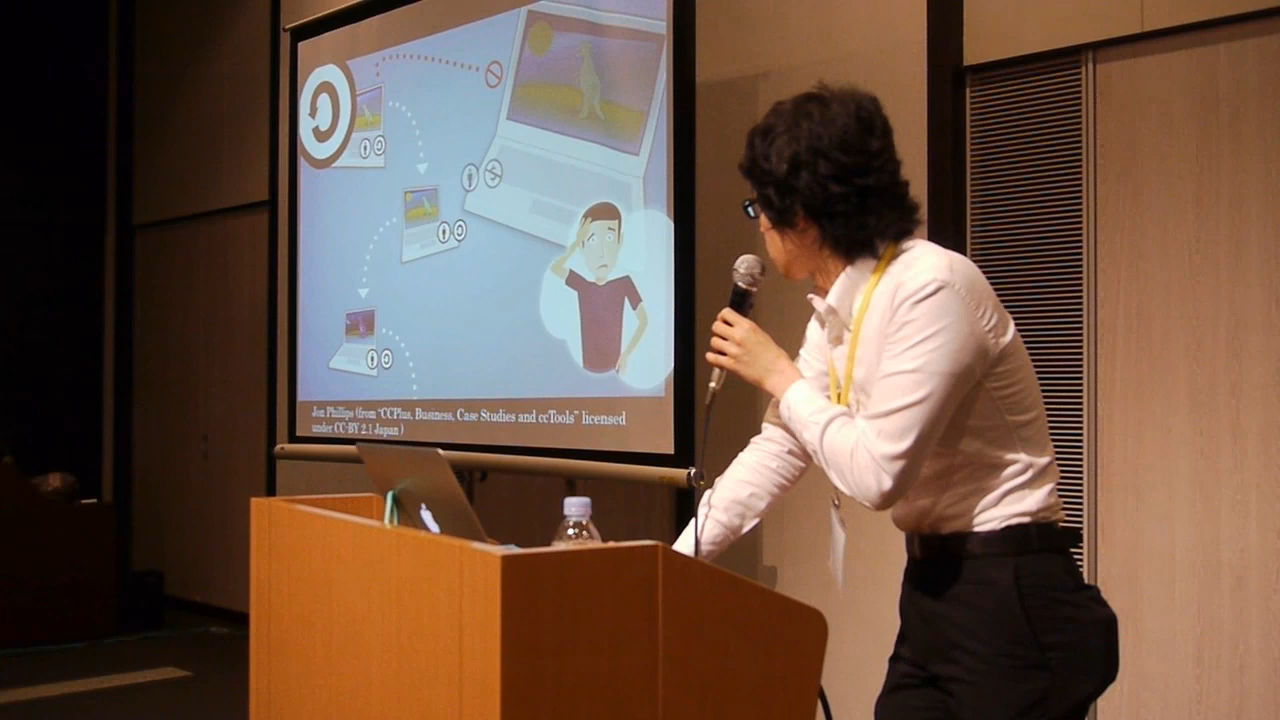 Jon Phillips (from “CCPlus, Business, Case Studies and ccTools” licensed
under CC-BY 2.1 Japan )